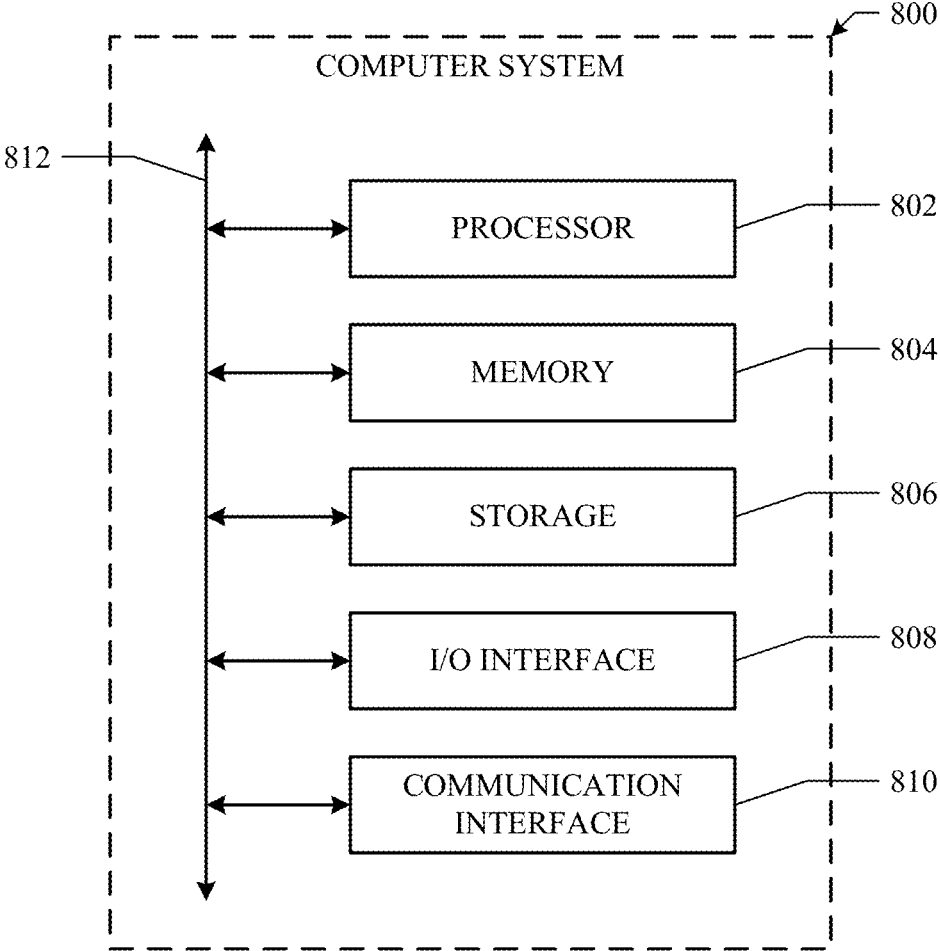 800
COMPUTER SYSTEM
812
PROCESSOR
802
MEMORY
804
STORAGE
806
I/O INTERFACE
808
COMMUNICATION
INTERFACE
810